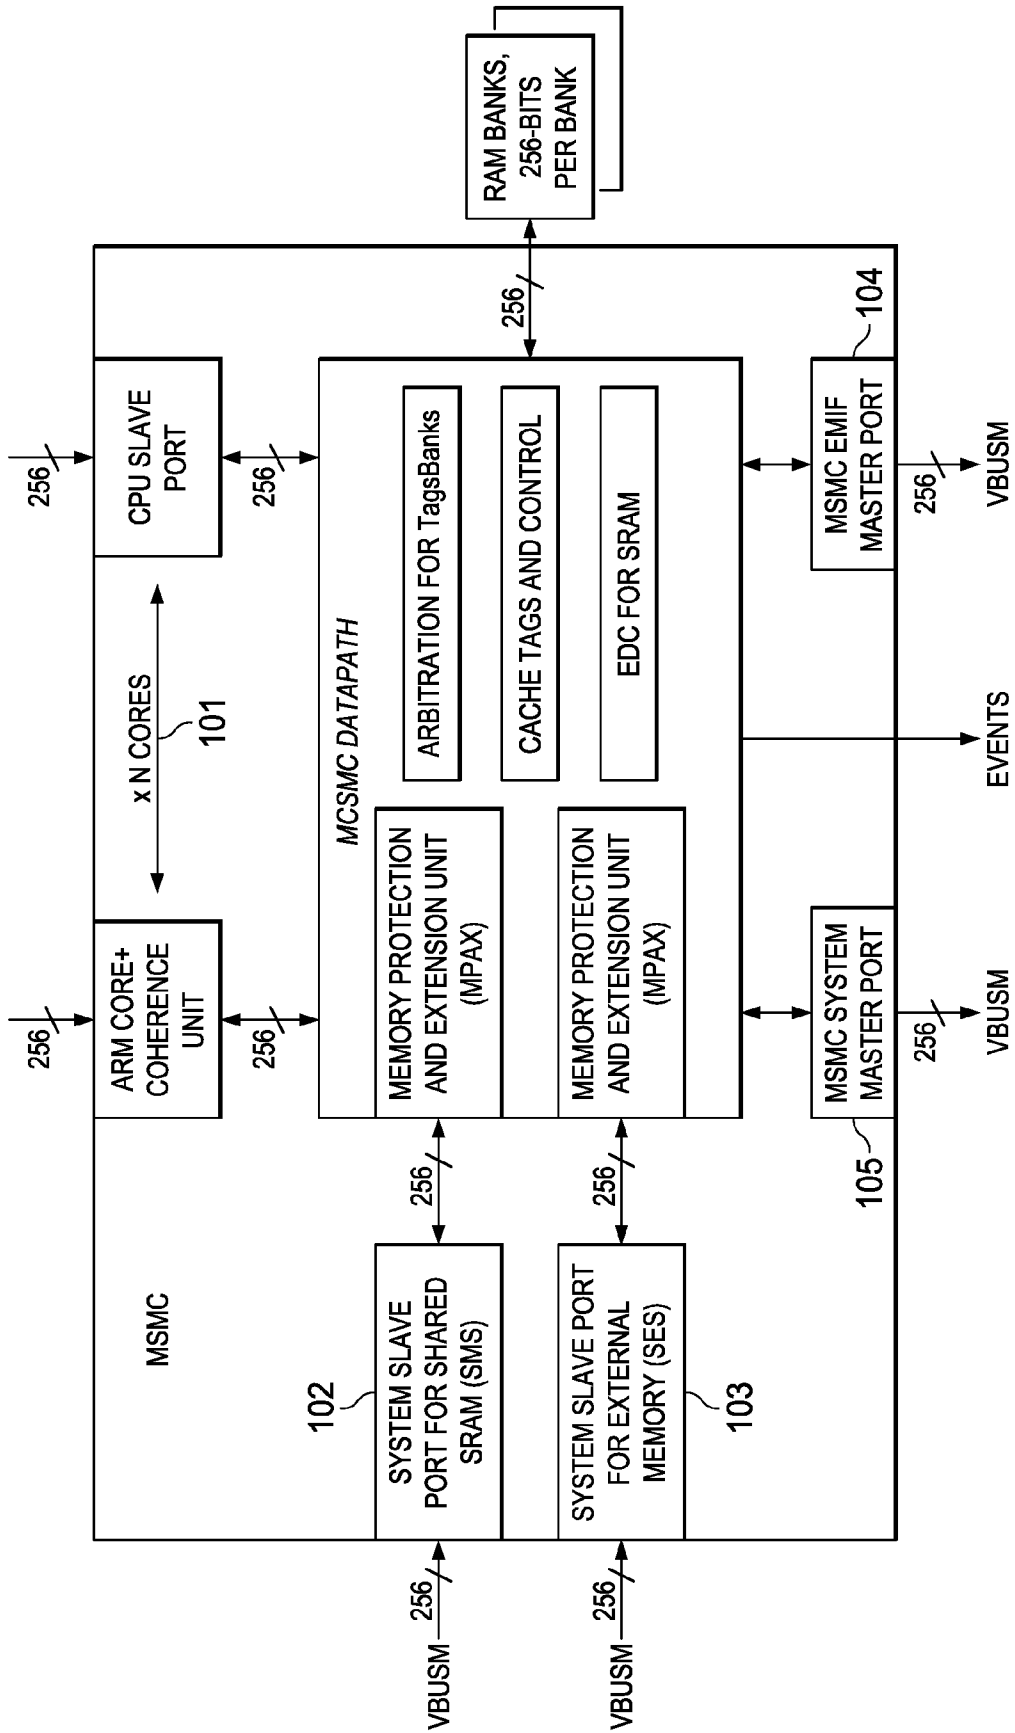 256
256
ARM CORE+
COHERENCE
UNIT
x N CORES
101
CPU SLAVE
PORT
256
256
MSMC
MCSMC DATAPATH
VBUSM
256
102
SYSTEM SLAVE
PORT FOR SHARED
SRAM (SMS)
256
MEMORY PROTECTION
AND EXTENSION UNIT
(MPAX)
ARBITRATION FOR TagsBanks
CACHE TAGS AND CONTROL
EDC FOR SRAM
256
RAM BANKS,
256-BITS
PER BANK
VBUSM
256
SYSTEM SLAVE PORT
FOR EXTERNAL
MEMORY (SES)
103
256
MEMORY PROTECTION
AND EXTENSION UNIT
(MPAX)
105
MSMC SYSTEM
MASTER PORT
256
VBUSM
EVENTS
MSMC EMIF
MASTER PORT
104
256
VBUSM